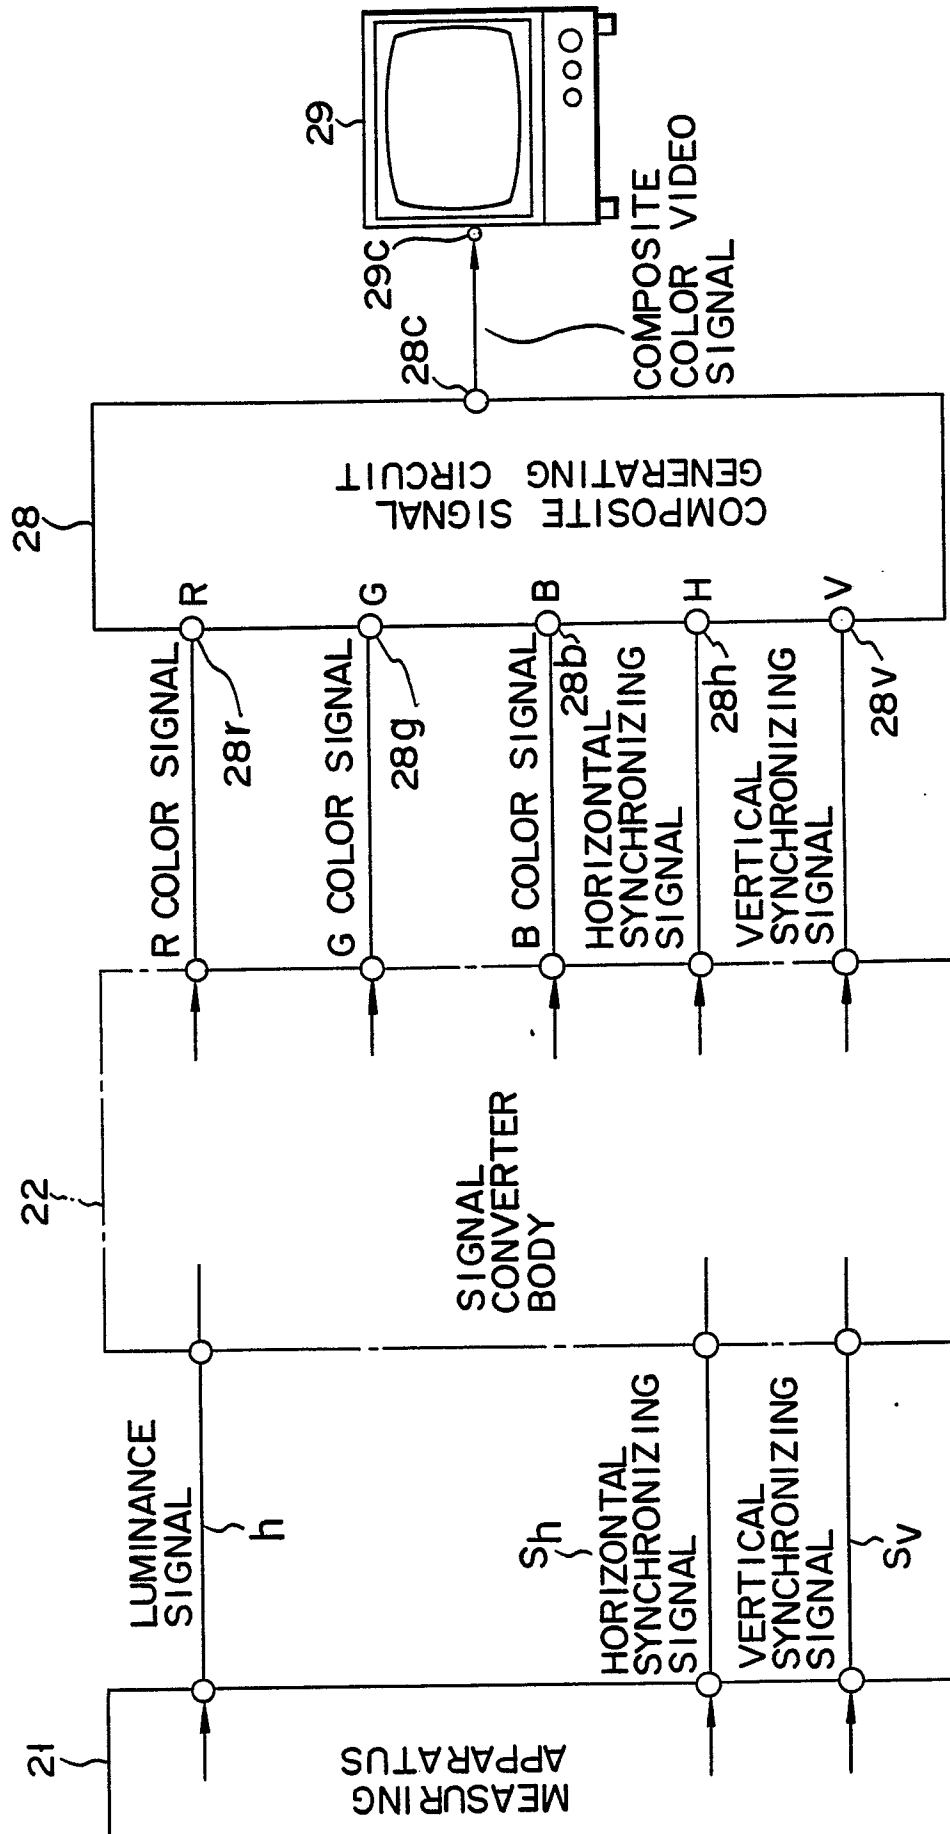 21
MEASURING
APPARATUS
LUMINANCE
SIGNAL
h
Sh
HORIZONTAL
SYNCHRONIZING
SIGNAL
VERTICAL
SYNCHRONIZING
SIGNAL
Sv
22
SIGNAL
CONVERTER
BODY
R COLOR SIGNAL
28r
G COLOR SIGNAL
28g
B COLOR SIGNAL
28b
HORIZONTAL
SYNCHRONIZING
SIGNAL
28h
VERTICAL
SYNCHRONIZING
SIGNAL
28v
28
R
G
B
H
V
COMPOSITE SIGNAL
GENERATING CIRCUIT
28C
29C
29
COMPOSITE
COLOR VIDEO
SIGNAL